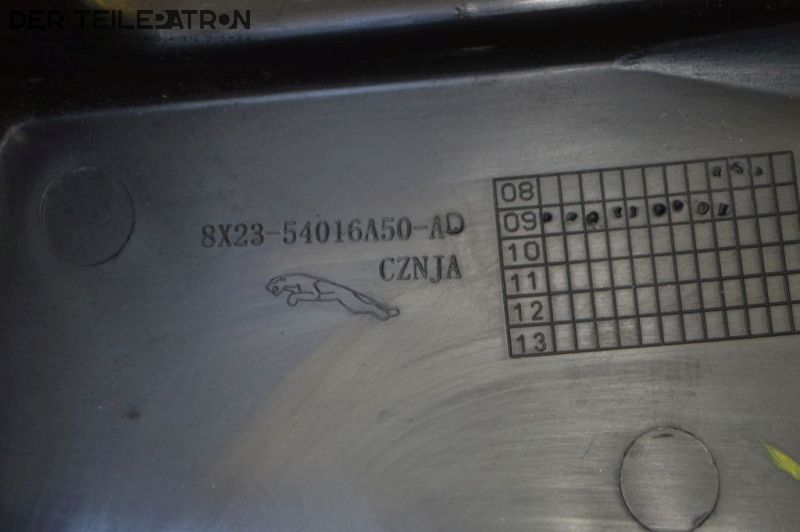 DER TEILEPATRON
8X23-54016A50-AD
CZNJA
08
09
10
11
12
13